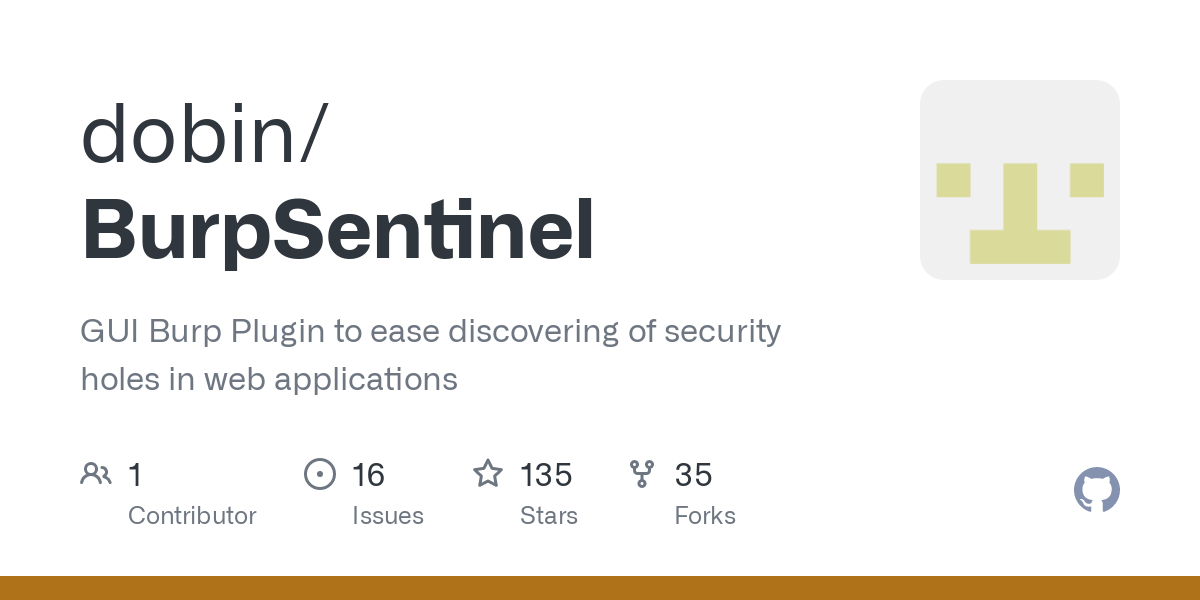 dobin/
BurpSentinel
GUI Burp Plugin to ease discovering of security
holes in web applications
1 16 135 35
Contributor Issues Stars Forks